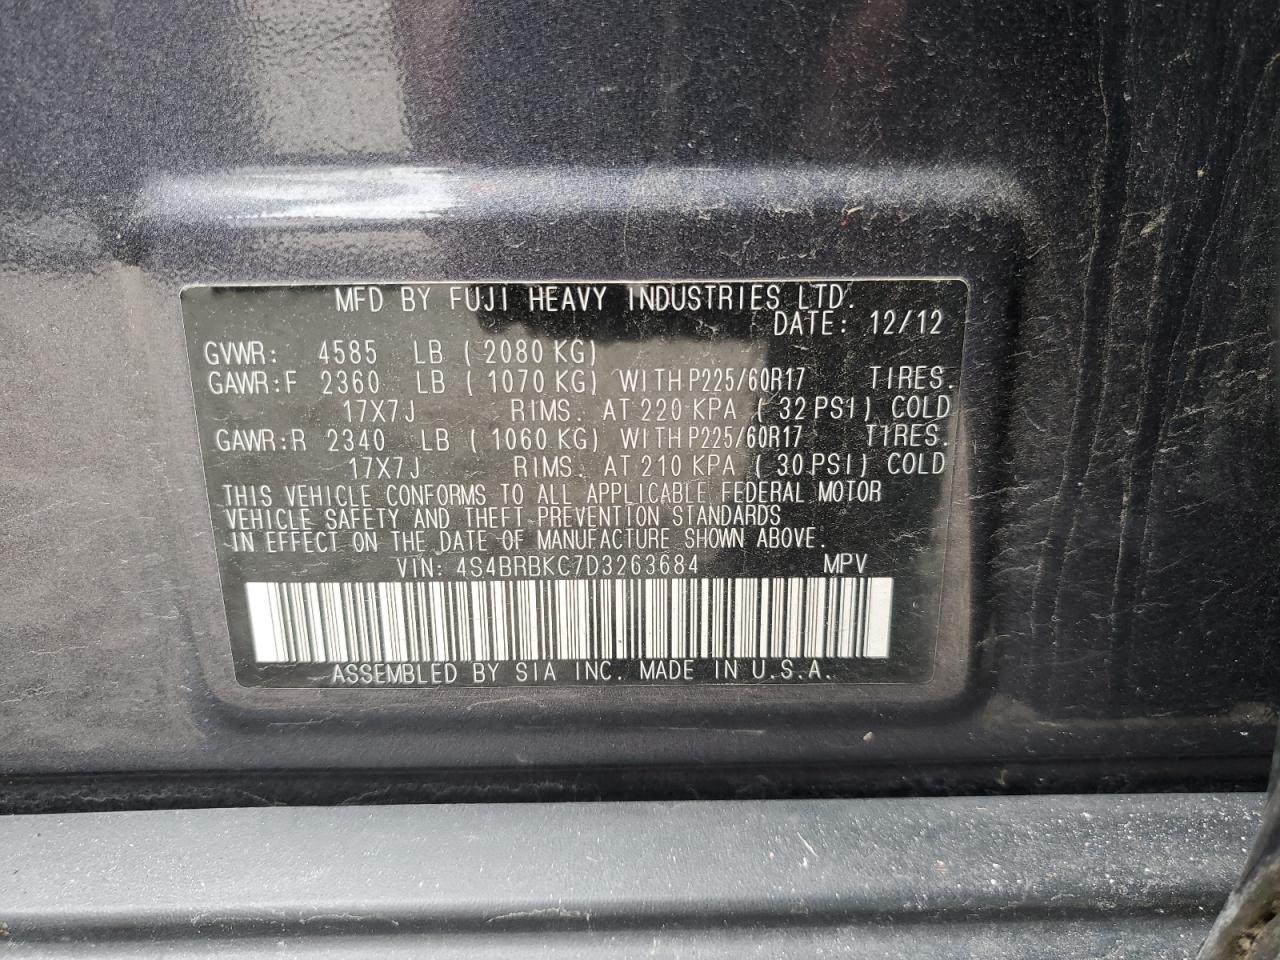 MFD BY FUJI HEAVY INDUSTRIES LTD.
DATE: 12/12
GVWR: 4585 LB (2080 KG)
GAWR:F 2360 LB (1070 KG) WITH P225/60R17 TIRES.
17X7J RIMS. AT 220 KPA (32 PSI) COLD
GAWR:R 2340 LB (1060 KG) WITH P225/60R17 TIRES.
17X7J RIMS. AT 210 KPA (30 PSI) COLD
THIS VEHICLE CONFORMS TO ALL APPLICABLE FEDERAL MOTOR
VEHICLE SAFETY AND THEFT PREVENTION STANDARDS
IN EFFECT ON THE DATE OF MANUFACTURE SHOWN ABOVE.
VIN: 4S4BRBKC7D3263684 MPV
ASSEMBLED BY SIA INC. MADE IN U.S.A.